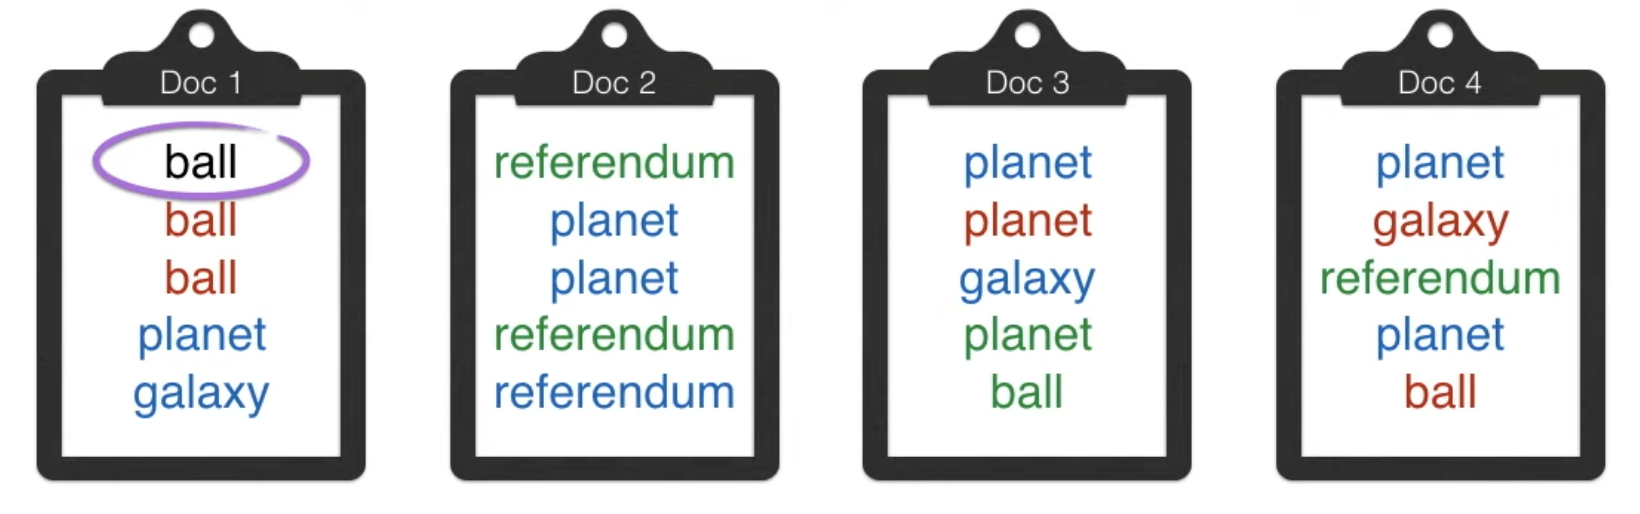 Doc 1
ball
ball
ball
planet
galaxy
Doc 2
referendum
planet
planet
referendum
referendum
Doc 3
planet
planet
galaxy
planet
ball
Doc 4
planet
galaxy
referendum
planet
ball